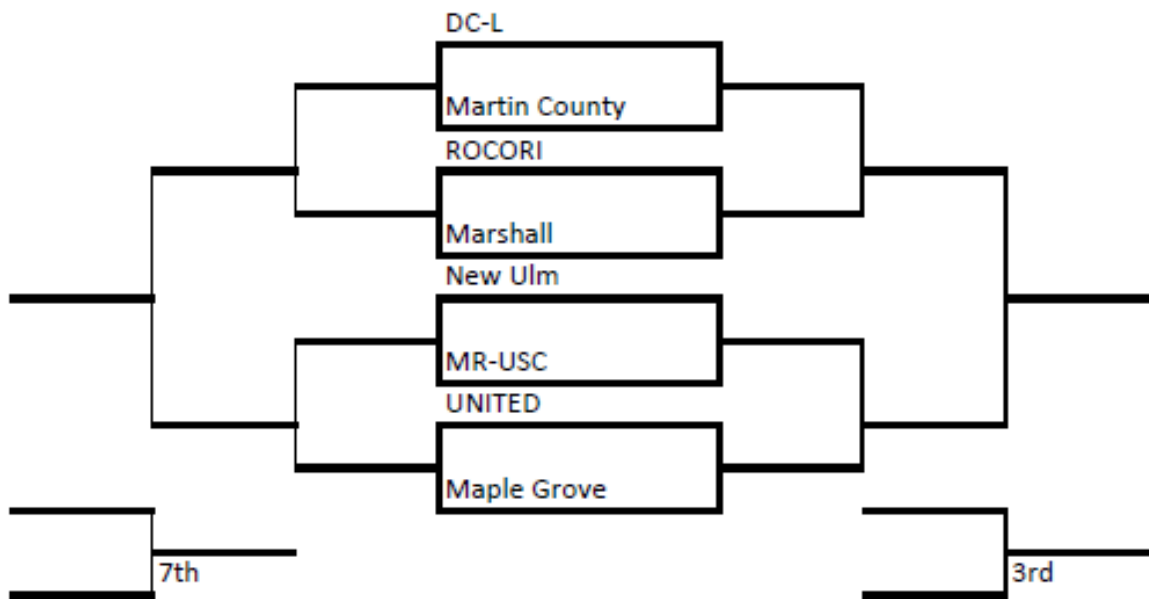 DC-L
Martin County
ROCORI
Marshall
New Ulm
MR-USC
UNITED
Maple Grove
7th
3rd